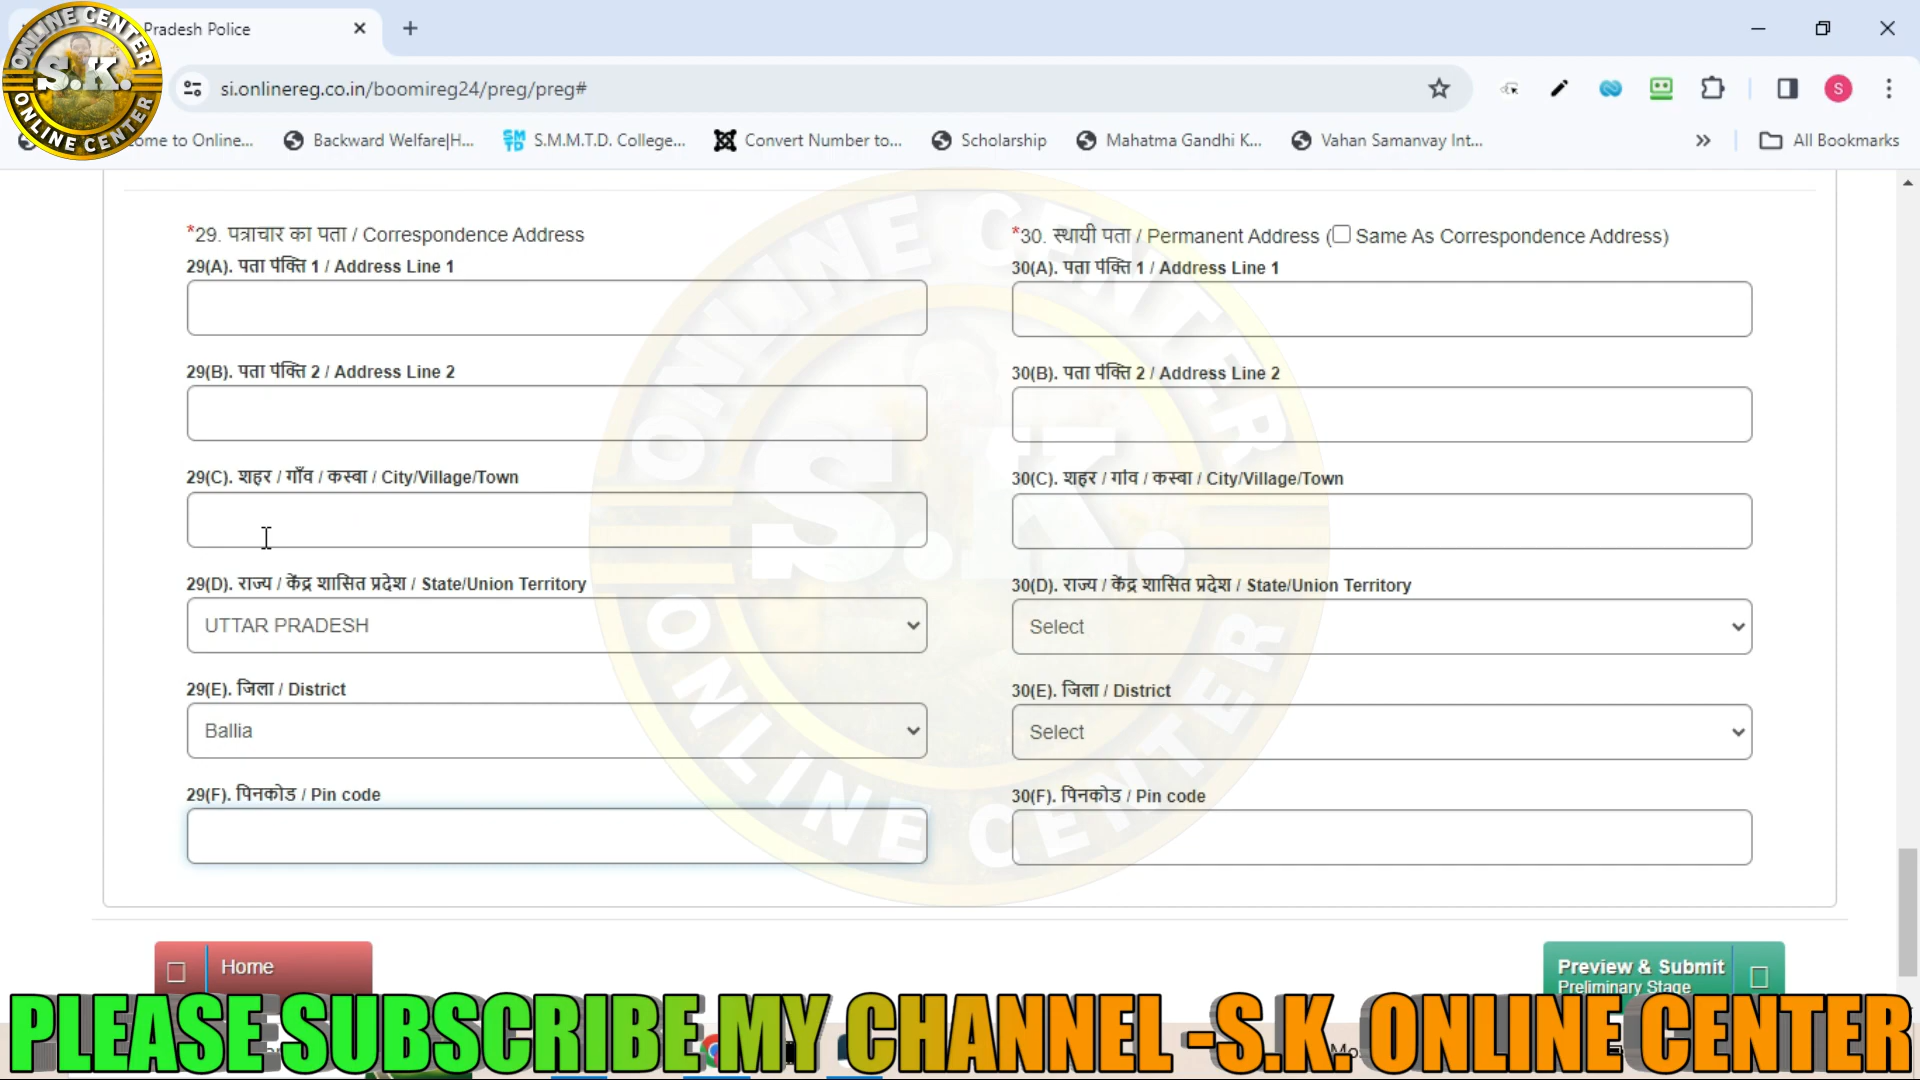 Pradesh Police
si.onlinereg.co.in/boomireg24/preg/preg#
ome to Online... Backward Welfare|H... S.M.M.T.D. College... Convert Number to... Scholarship Mahatma Gandhi K... Vahan Samanvay Int... » All Bookmarks
ONLINE CENTER
S.K.
ONLINE CENTER
S
*29. पत्राचार का पता / Correspondence Address
29(A). पता पंक्ति 1 / Address Line 1
29(B). पता पंक्ति 2 / Address Line 2
29(C). शहर / गाँव / कस्बा / City/Village/Town
29(D). राज्य / केंद्र शासित प्रदेश / State/Union Territory
UTTAR PRADESH
29(E). जिला / District
Ballia
29(F). पिनकोड / Pin code
*30. स्थायी पता / Permanent Address (Same As Correspondence Address)
30(A). पता पंक्ति 1 / Address Line 1
30(B). पता पंक्ति 2 / Address Line 2
30(C). शहर / गांव / कस्बा / City/Village/Town
30(D). राज्य / केंद्र शासित प्रदेश / State/Union Territory
Select
30(E). जिला / District
Select
30(F). पिनकोड / Pin code
ONLINE CENTER
S.K.
ONLINE CENTER
Home
Preview & Submit
Preliminary Stage
PLEASE SUBSCRIBE MY CHANNEL -S.K. ONLINE CENTER